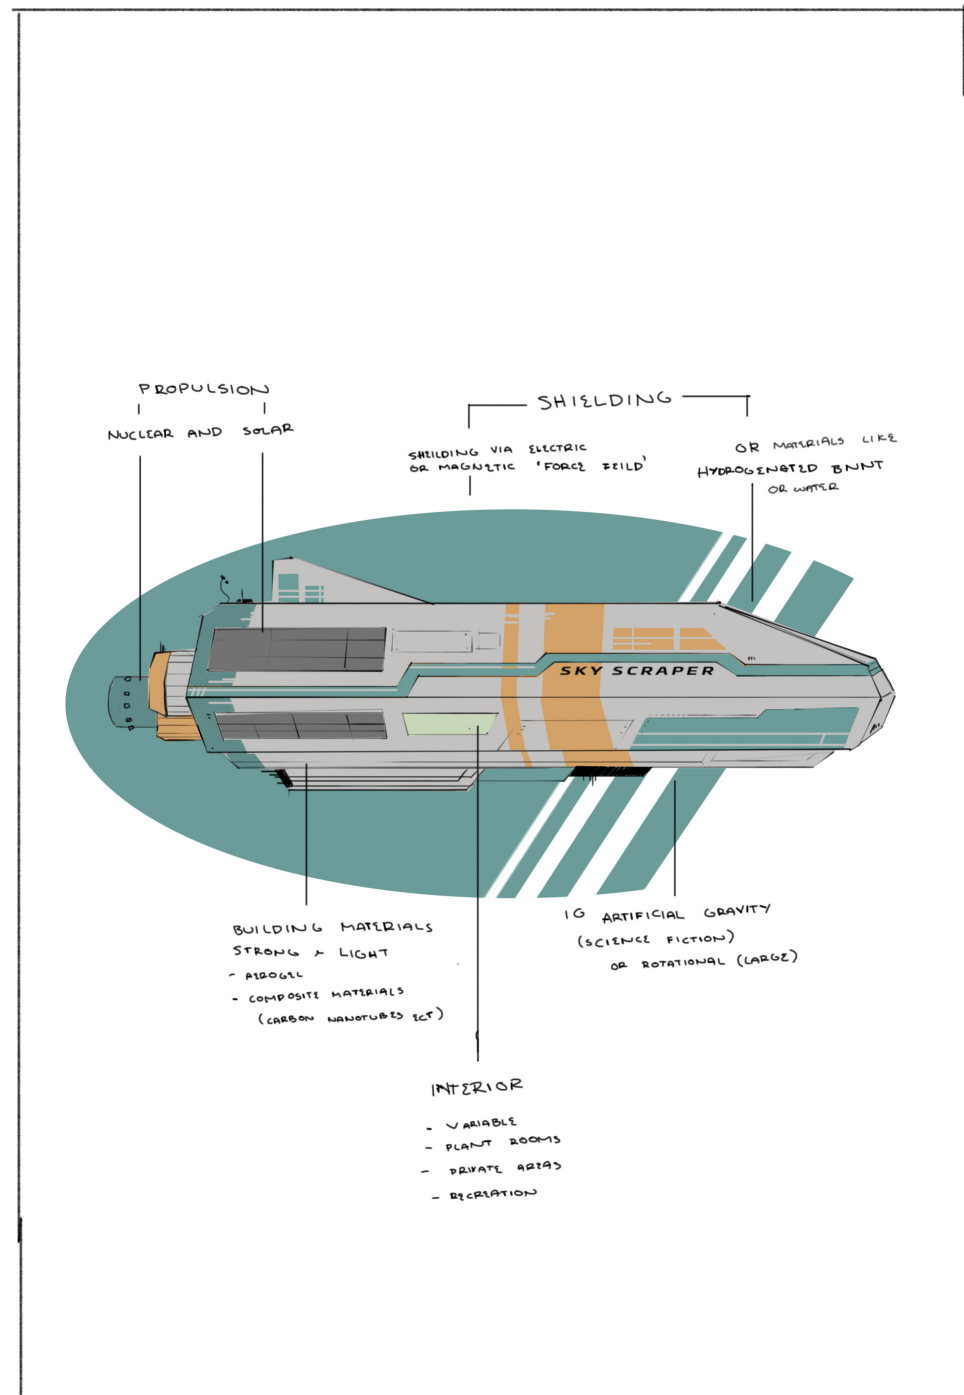 PROPULSION
NUCLEAR AND SOLAR
SHIELDING
SHEILDING VIA ELECTRIC
OR MAGNETIC 'FORCE FEILD'
OR MATERIALS LIKE
HYDROGENATED BNNT
OR WATER
SKY SCRAPER
BUILDING MATERIALS
STRONG & LIGHT
- AEROGEL
- COMPOSITE MATERIALS
(CARBON NANOTUBES ECT)
1G ARTIFICIAL GRAVITY
(SCIENCE FICTION)
OR ROTATIONAL (LARGE)
INTERIOR
- VARIABLE
- PLANT ROOMS
- PRIVATE AREAS
- RECREATION